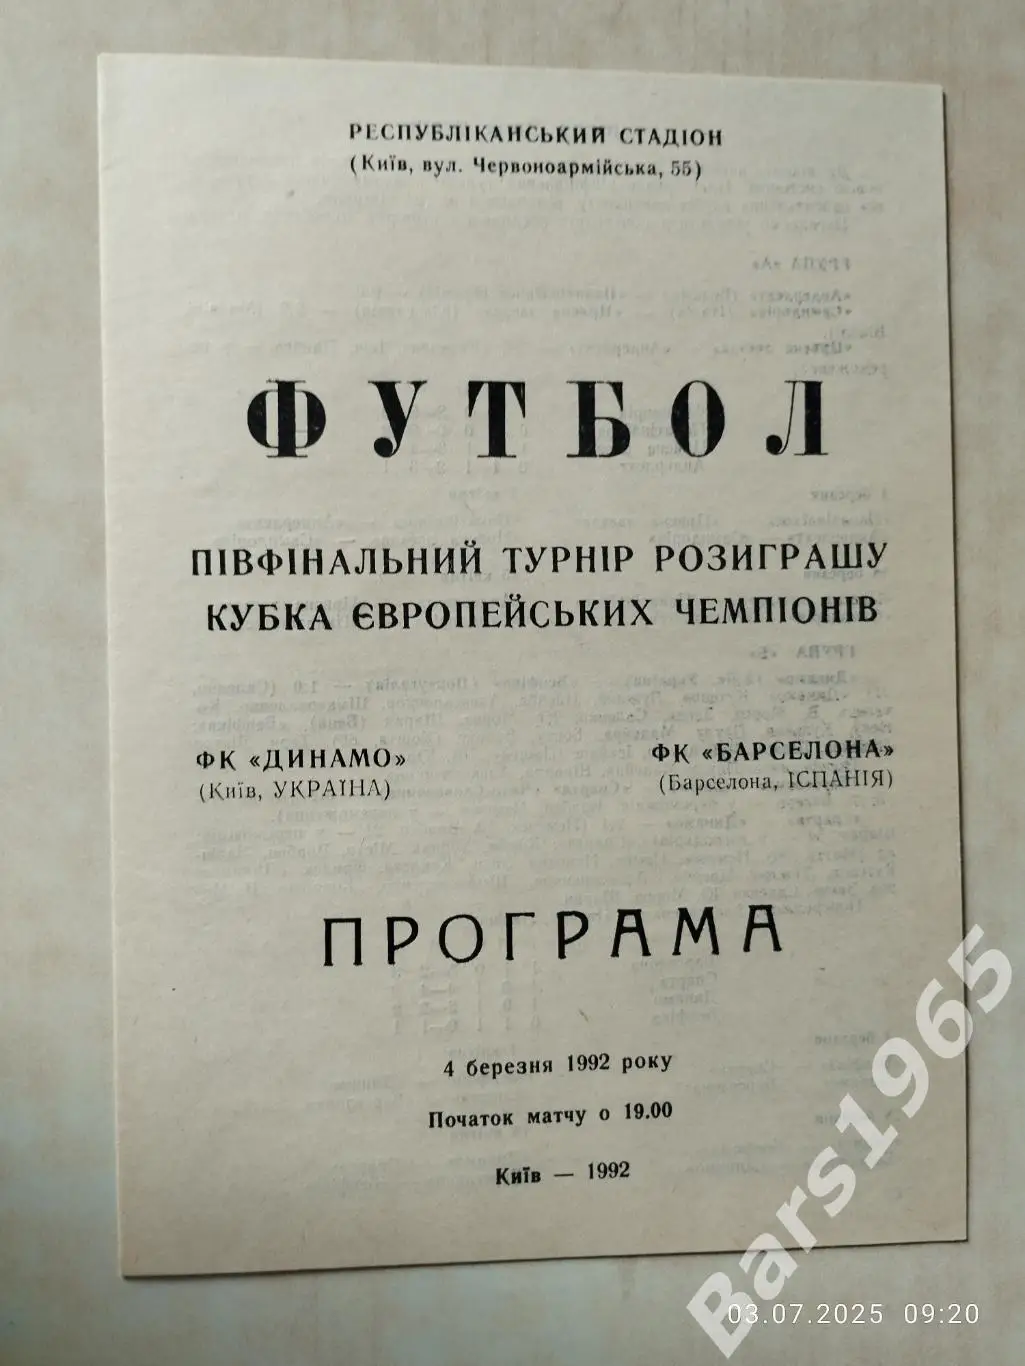 РЕСПУБЛІКАНСЬКИЙ СТАДІОН
(Київ, вул. Червоноармійська, 55)
ФУТБОЛ
ПІВФІНАЛЬНИЙ ТУРНІР РОЗИГРАШУ
КУБКА ЄВРОПЕЙСЬКИХ ЧЕМПІОНІВ
ФК «ДИНАМО»
(Київ, УКРАЇНА)
ФК «БАРСЕЛОНА»
(Барселона, ІСПАНІЯ)
ПРОГРАМА
4 березня 1992 року
Початок матчу о 19.00
Київ — 1992
Bars1965
03.07.2025 09:20